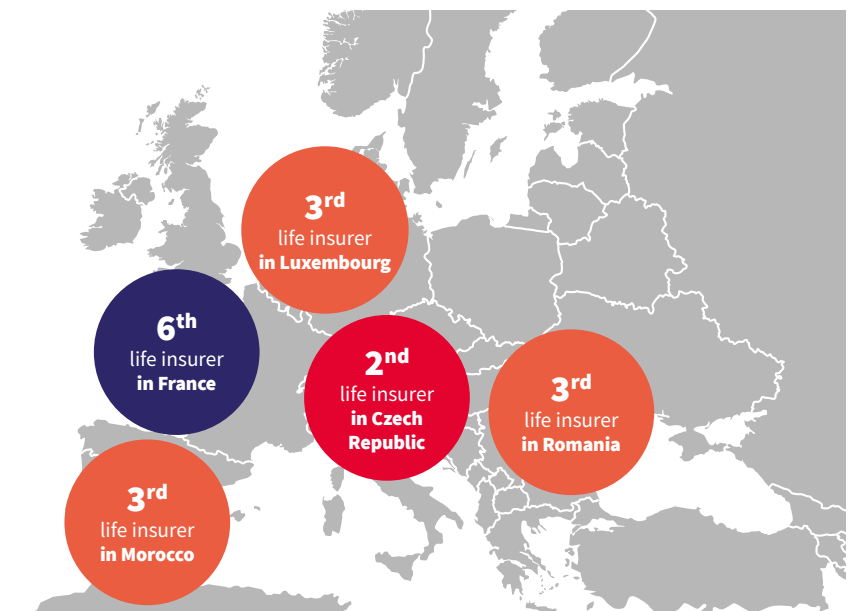 3rd
life insurer
in Luxembourg
6th
life insurer
in France
2nd
life insurer
in Czech
Republic
3rd
life insurer
in Romania
3rd
life insurer
in Morocco